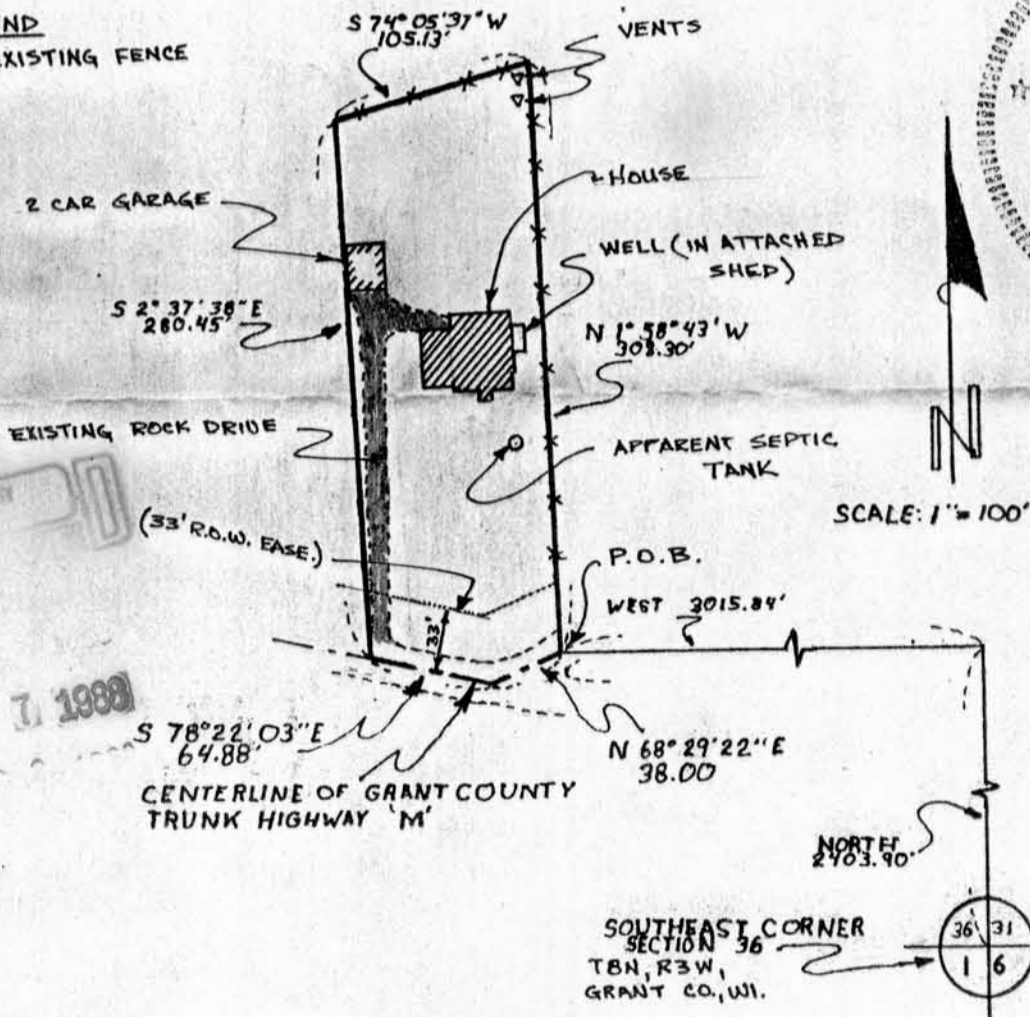 ND
EXISTING FENCE
S 74° 05' 37" W
105.13'
VENTS
HOUSE
2 CAR GARAGE
WELL (IN ATTACHED
SHED)
S 2° 37' 38" E
280.45'
N 1° 58' 43" W
308.30'
EXISTING ROCK DRIVE
APPARENT SEPTIC
TANK
N
SCALE: 1" = 100'
(33' R.O.W. EASE.)
P.O.B.
WEST 3015.84'
33'
7, 1988
S 78° 22' 03" E
64.88'
N 68° 29' 22" E
38.00
CENTERLINE OF GRANT COUNTY
TRUNK HIGHWAY 'M'
NORTH
2403.90'
SOUTHEAST CORNER
SECTION 36
T8N, R3W,
GRANT CO., WI.
36 31
1 6